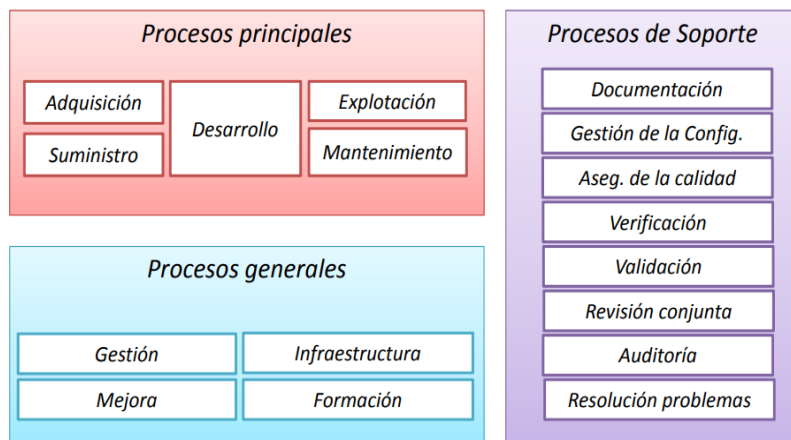 Procesos principales
Adquisición
Suministro
Desarrollo
Explotación
Mantenimiento
Procesos generales
Gestión
Infraestructura
Mejora
Formación
Procesos de Soporte
Documentación
Gestión de la Config.
Aseg. de la calidad
Verificación
Validación
Revisión conjunta
Auditoría
Resolución problemas